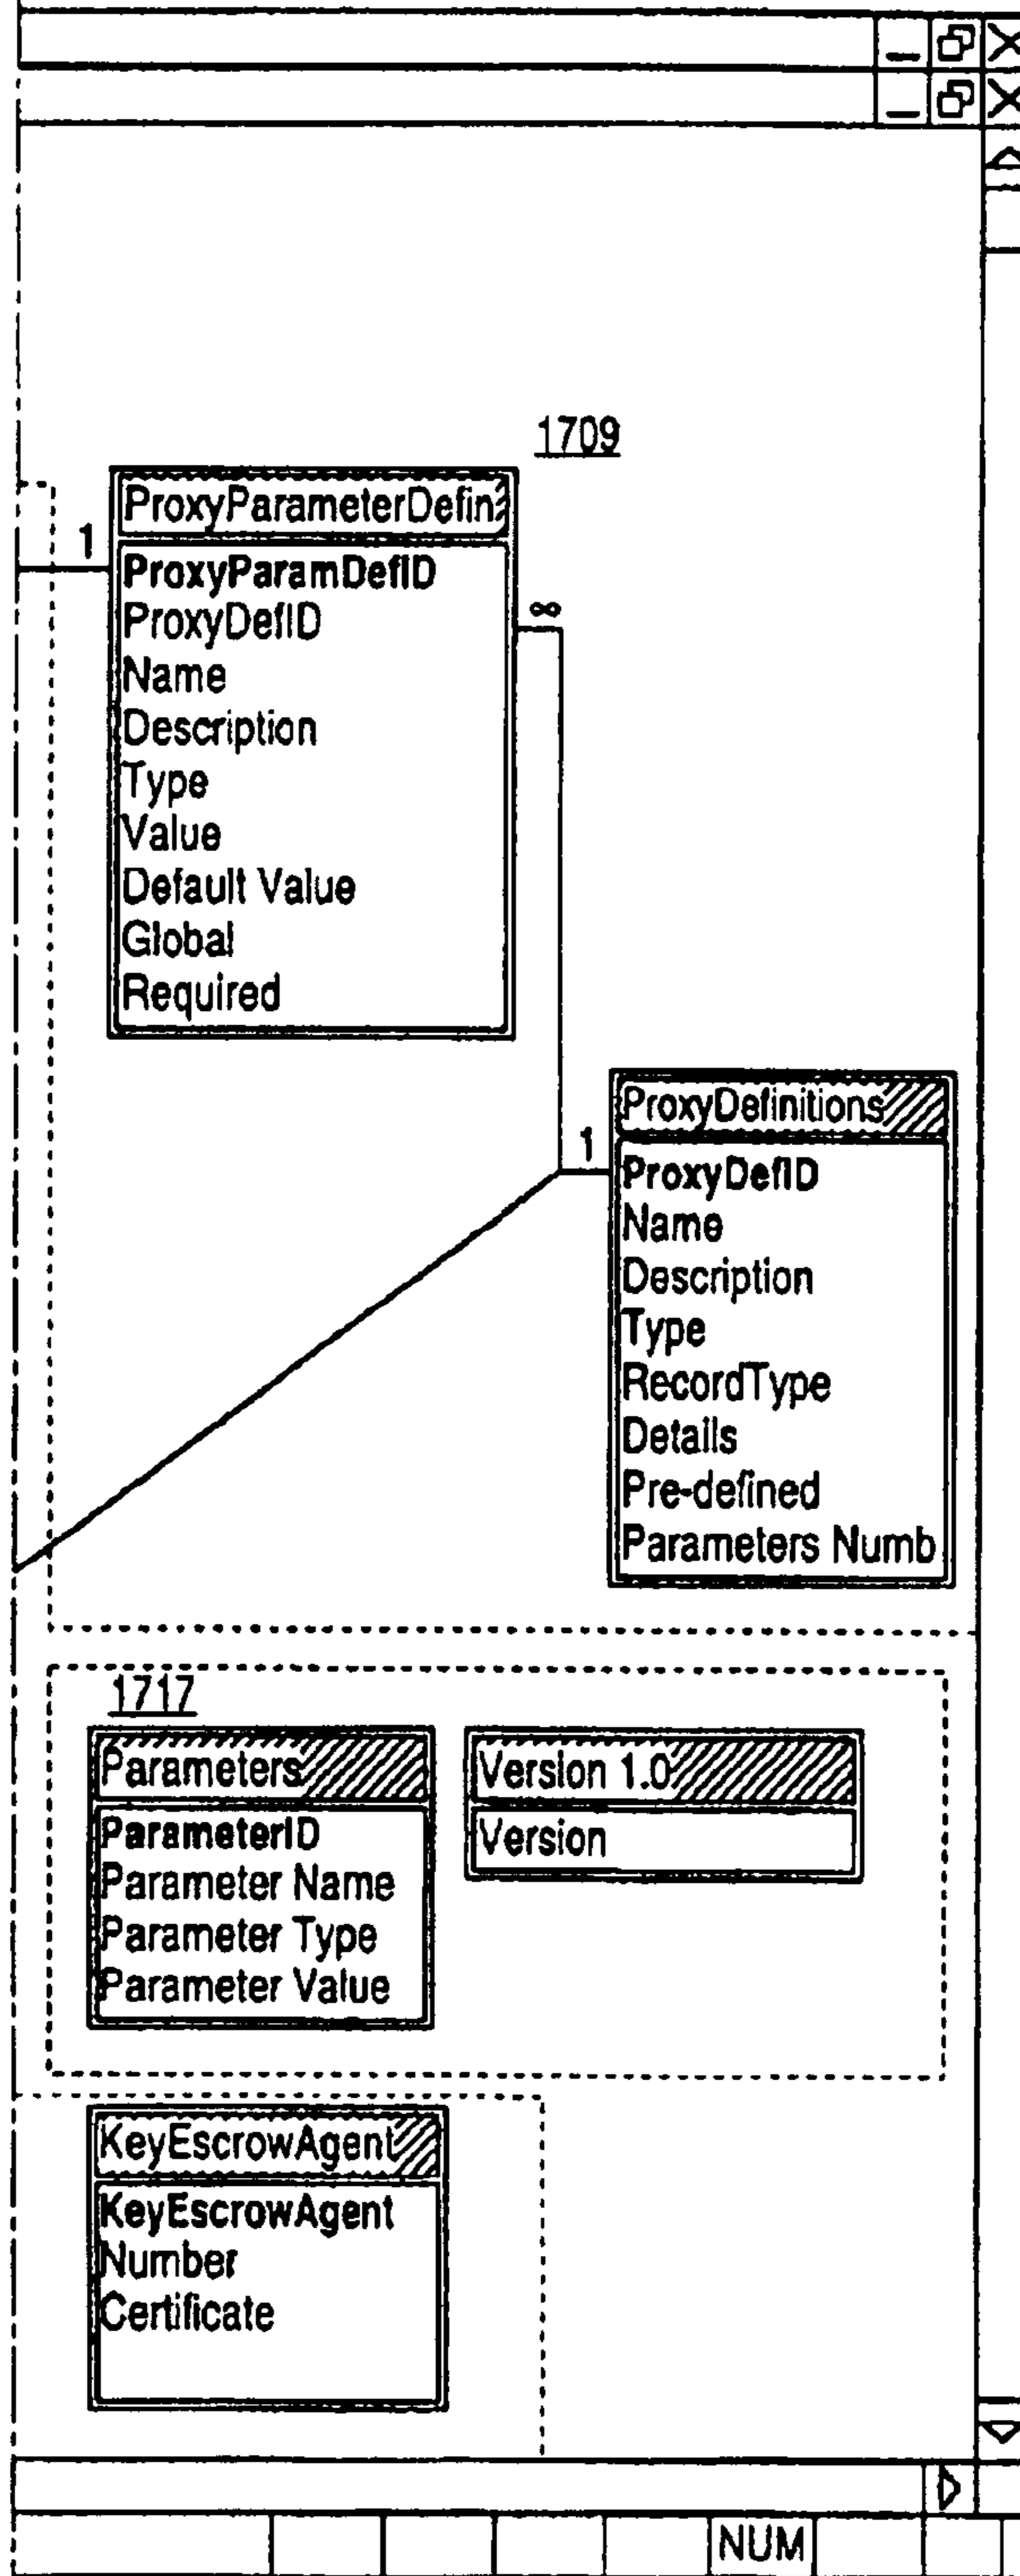 1709
ProxyParameterDefin
1
ProxyParamDefID
ProxyDefID
∞
Name
Description
Type
Value
Default Value
Global
Required
ProxyDefinitions
1
ProxyDefID
Name
Description
Type
RecordType
Details
Pre-defined
Parameters Numb
1717
Parameters
ParameterID
Parameter Name
Parameter Type
Parameter Value
Version 1.0
Version
KeyEscrowAgent
KeyEscrowAgent
Number
Certificate
NUM